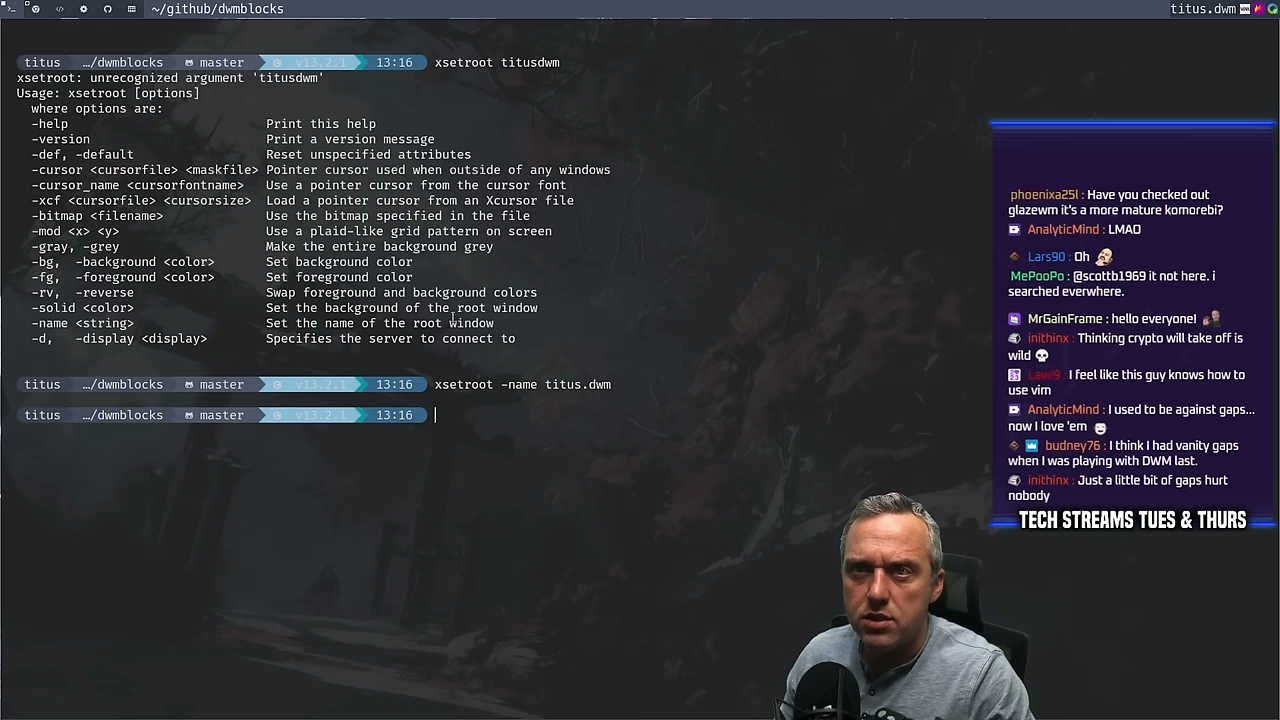 ~/github/dwmblocks
titus.dwm
titus …/dwmblocks master v13.2.1 13:16 xsetroot titusdwm
xsetroot: unrecognized argument 'titusdwm'
Usage: xsetroot [options]
where options are:
-help Print this help
-version Print a version message
-def, -default Reset unspecified attributes
-cursor <cursorfile> <maskfile> Pointer cursor used when outside of any windows
-cursor_name <cursorfontname> Use a pointer cursor from the cursor font
-xcf <cursorfile> <cursorsize> Load a pointer cursor from an Xcursor file
-bitmap <filename> Use the bitmap specified in the file
-mod <x> <y> Use a plaid-like grid pattern on screen
-gray, -grey Make the entire background grey
-bg, -background <color> Set background color
-fg, -foreground <color> Set foreground color
-rv, -reverse Swap foreground and background colors
-solid <color> Set the background of the root window
-name <string> Set the name of the root window
-d, -display <display> Specifies the server to connect to
titus …/dwmblocks master v13.2.1 13:16 xsetroot -name titus.dwm
titus …/dwmblocks master v13.2.1 13:16
phoenixa25l : Have you checked out
glazewm it's a more mature komorebi?
AnalyticMind : LMAO
Lars90 : Oh
MePooPo : @scottb1969 it not here. i
searched everwhere.
MrGainFrame : hello everyone!
inithinx : Thinking crypto will take off is
wild
Lawi9 : I feel like this guy knows how to
use vim
AnalyticMind : I used to be against gaps...
now I love 'em
budney76 : I think I had vanity gaps
when I was playing with DWM last.
inithinx : Just a little bit of gaps hurt
nobody
TECH STREAMS TUES & THURS